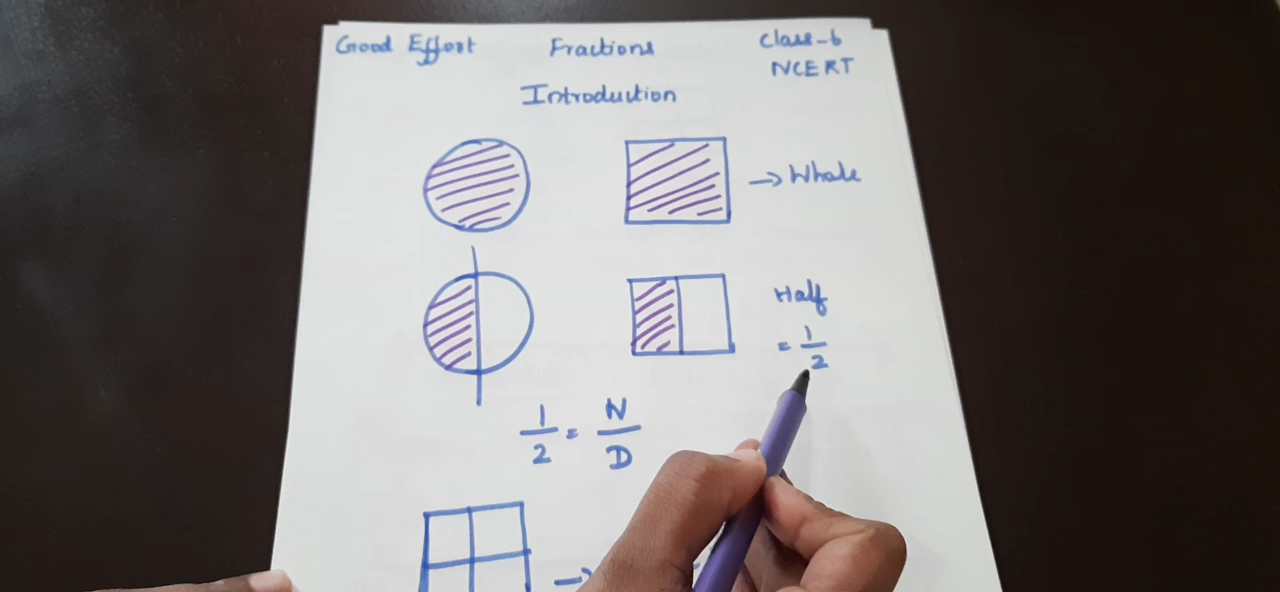 Good Effort Fractions Class-6
NCERT
Introduction
→ Whole
Half
= 1/2
1/2 = N/D
→